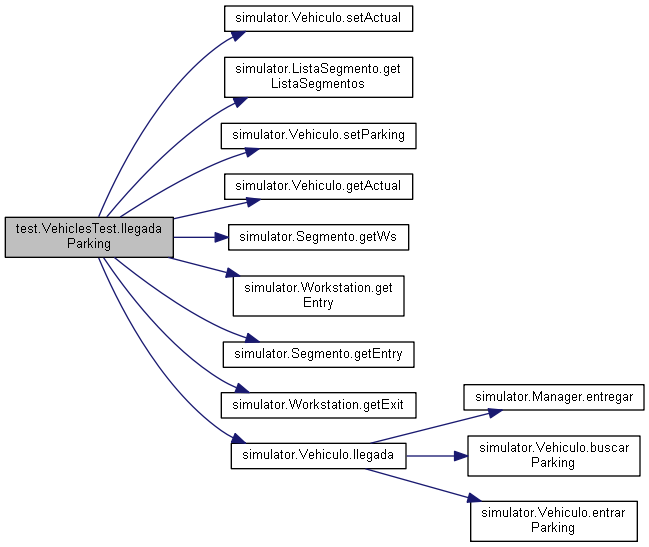 simulator.Vehiculo.setActual
simulator.ListaSegmento.get
ListaSegmentos
simulator.Vehiculo.setParking
simulator.Vehiculo.getActual
test.VehiclesTest.llegada
Parking
simulator.Segmento.getWs
simulator.Workstation.get
Entry
simulator.Segmento.getEntry
simulator.Workstation.getExit
simulator.Vehiculo.llegada
simulator.Manager.entregar
simulator.Vehiculo.buscar
Parking
simulator.Vehiculo.entrar
Parking